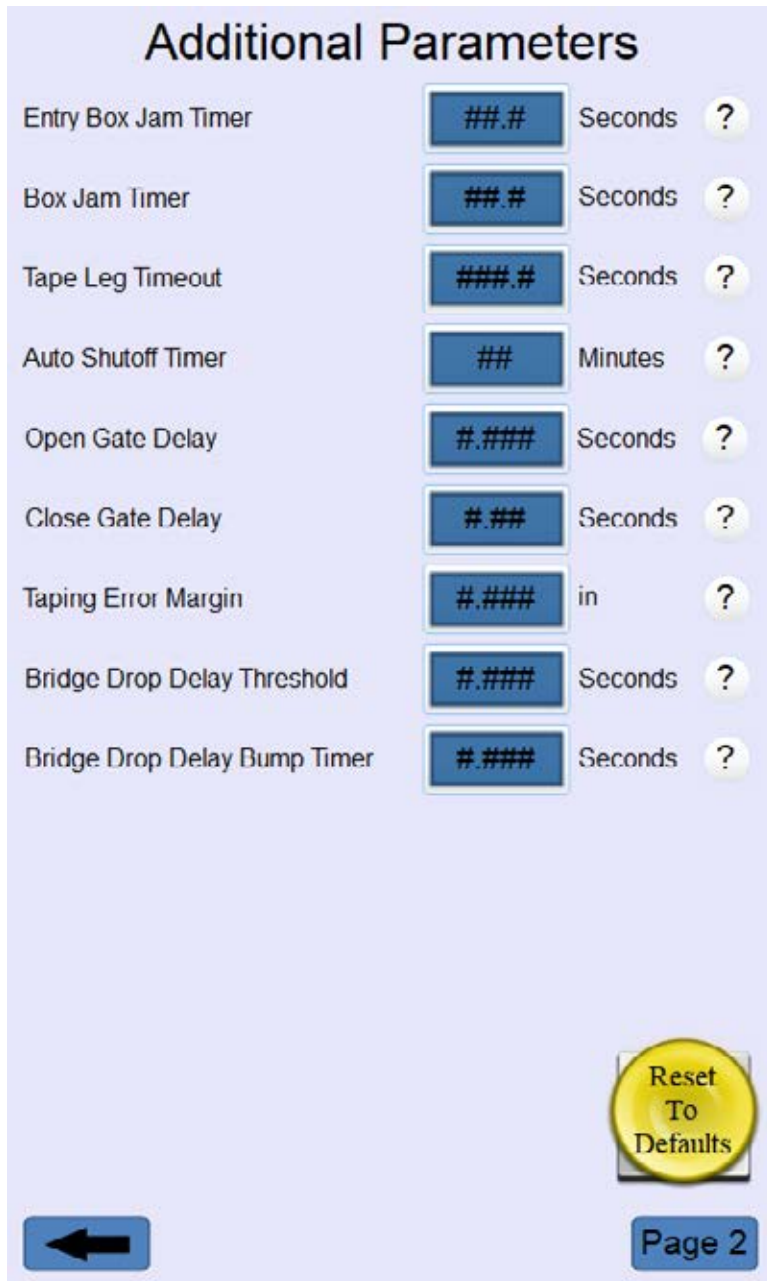 Additional Parameters
Entry Box Jam Timer ##.# Seconds ?
Box Jam Timer ##.# Seconds ?
Tape Leg Timeout ###.# Seconds ?
Auto Shutoff Timer ## Minutes ?
Open Gate Delay #.### Seconds ?
Close Gate Delay #.## Seconds ?
Taping Error Margin #.### in ?
Bridge Drop Delay Threshold #.### Seconds ?
Bridge Drop Delay Bump Timer #.### Seconds ?
Reset
To
Defaults
Page 2